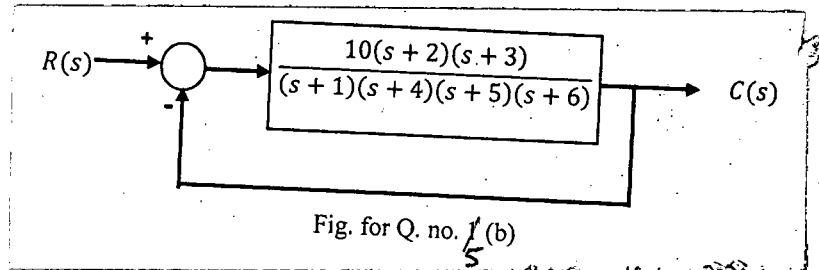 +
10(s + 2)(s + 3)
R(s)
(s + 1)(s + 4)(s + 5)(s + 6)
C(s)
-
Fig. for Q. no. 1 (b)
5